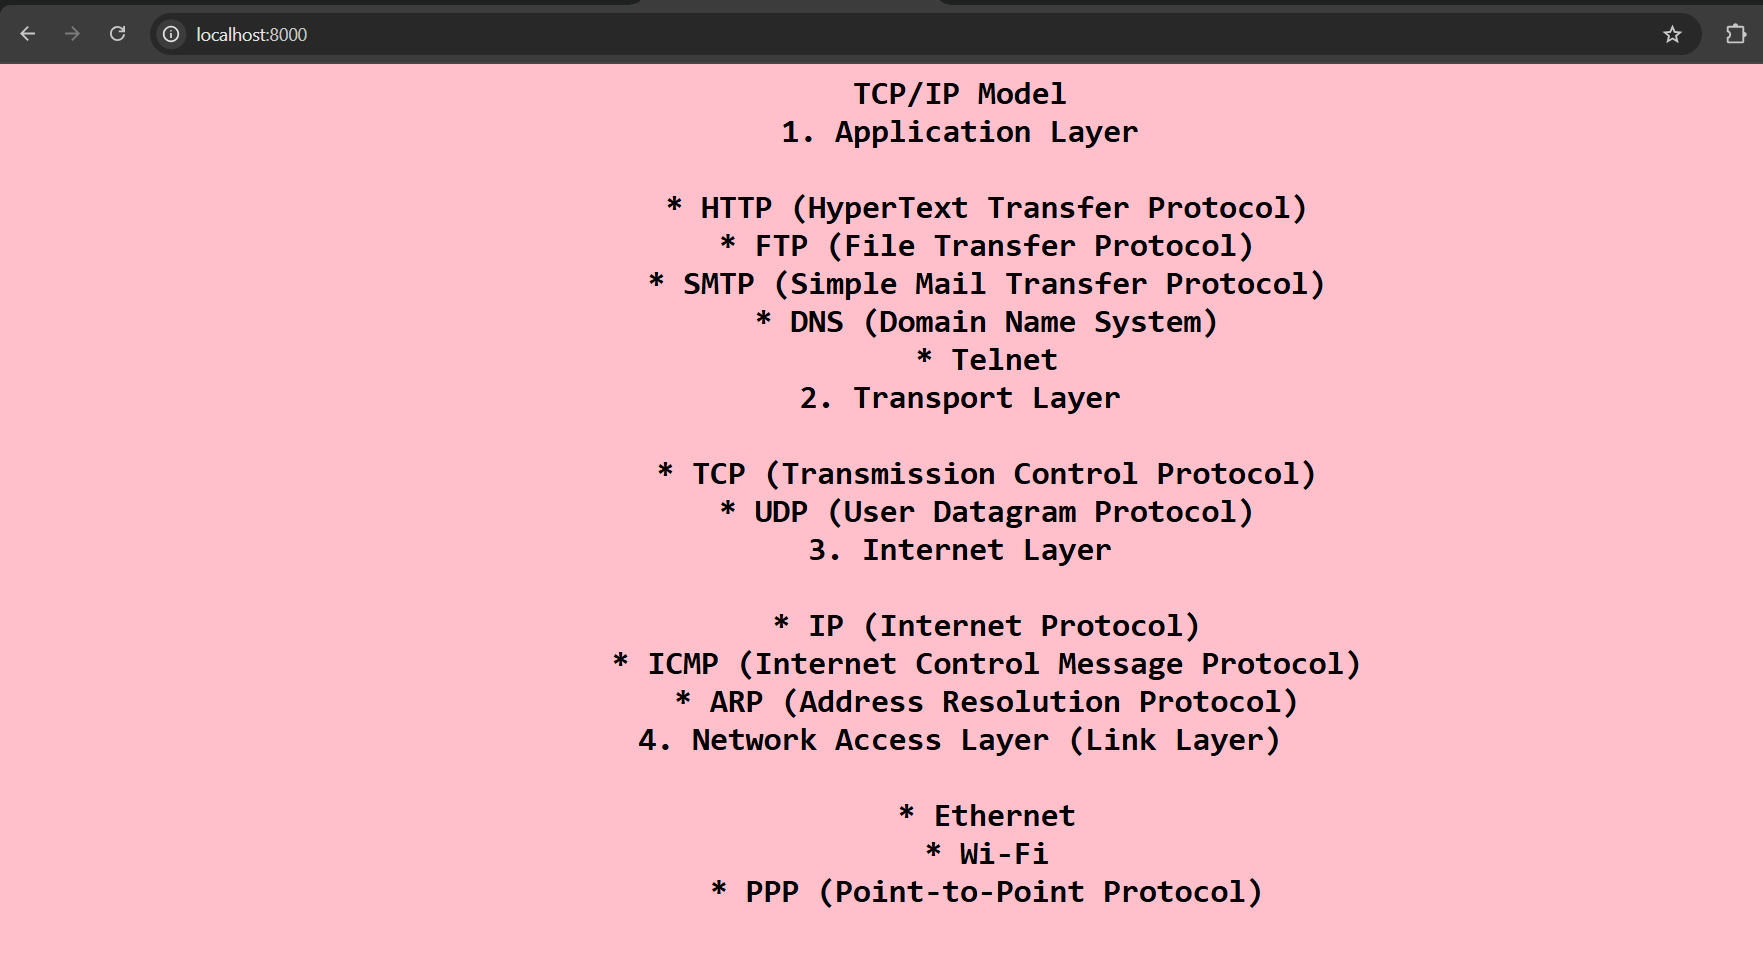 localhost:8000
TCP/IP Model
1. Application Layer
* HTTP (HyperText Transfer Protocol)
* FTP (File Transfer Protocol)
* SMTP (Simple Mail Transfer Protocol)
* DNS (Domain Name System)
* Telnet
2. Transport Layer
* TCP (Transmission Control Protocol)
* UDP (User Datagram Protocol)
3. Internet Layer
* IP (Internet Protocol)
* ICMP (Internet Control Message Protocol)
* ARP (Address Resolution Protocol)
4. Network Access Layer (Link Layer)
* Ethernet
* Wi-Fi
* PPP (Point-to-Point Protocol)